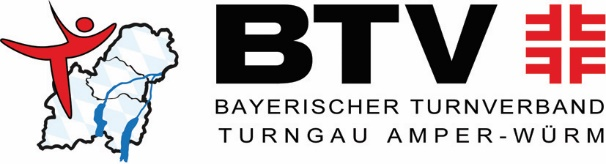 BTV
BAYERISCHER TURNVERBAND
TURNGAU AMPER-WÜRM